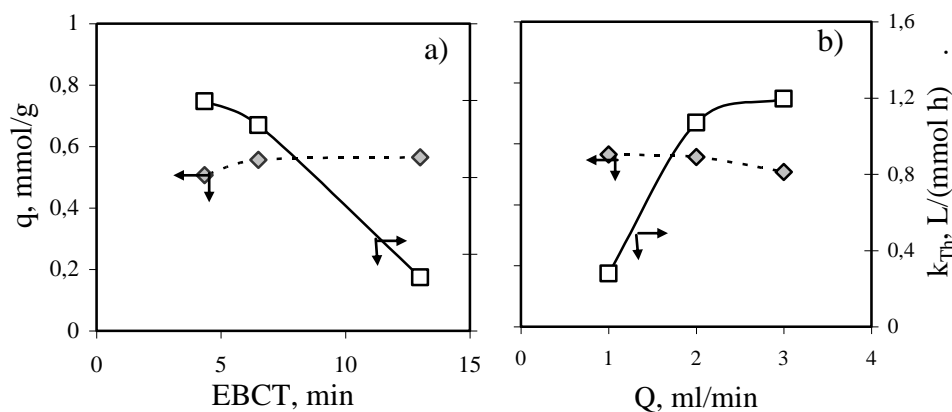 a)
q, mmol/g
1
0,8
0,6
0,4
0,2
0
0 5 10 15
EBCT, min
b)
1,6
1,2
0,8
0,4
0
k_Th, L/(mmol h) .
0 1 2 3 4
Q, ml/min